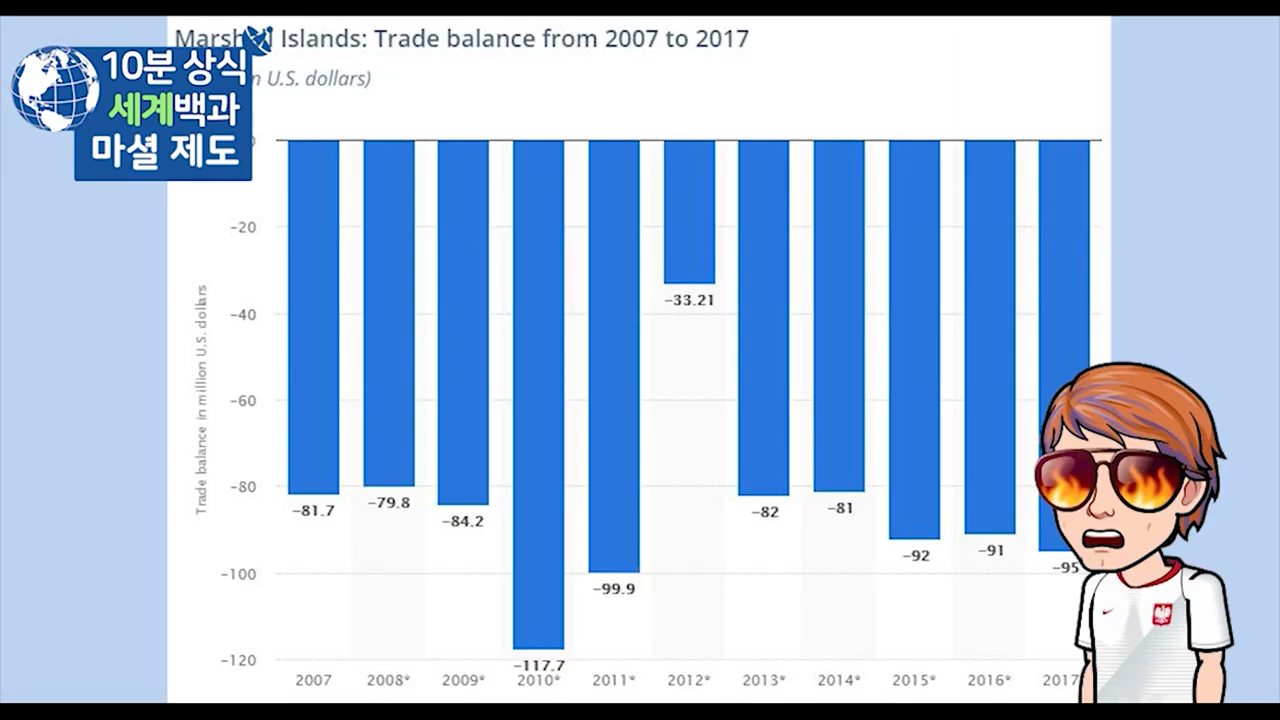 Islands: Trade balance from 2007 to 2017
U.S. dollars)
10분 상식
세계백과
마셜 제도
-20
-40
-60
-80
-100
-120
Trade balance in million U.S. dollars
-81.7
-79.8
-84.2
-117.7
-99.9
-33.21
-82
-81
-92
-91
-95
2007 2008* 2009* 2010* 2011* 2012* 2013* 2014* 2015* 2016* 2017